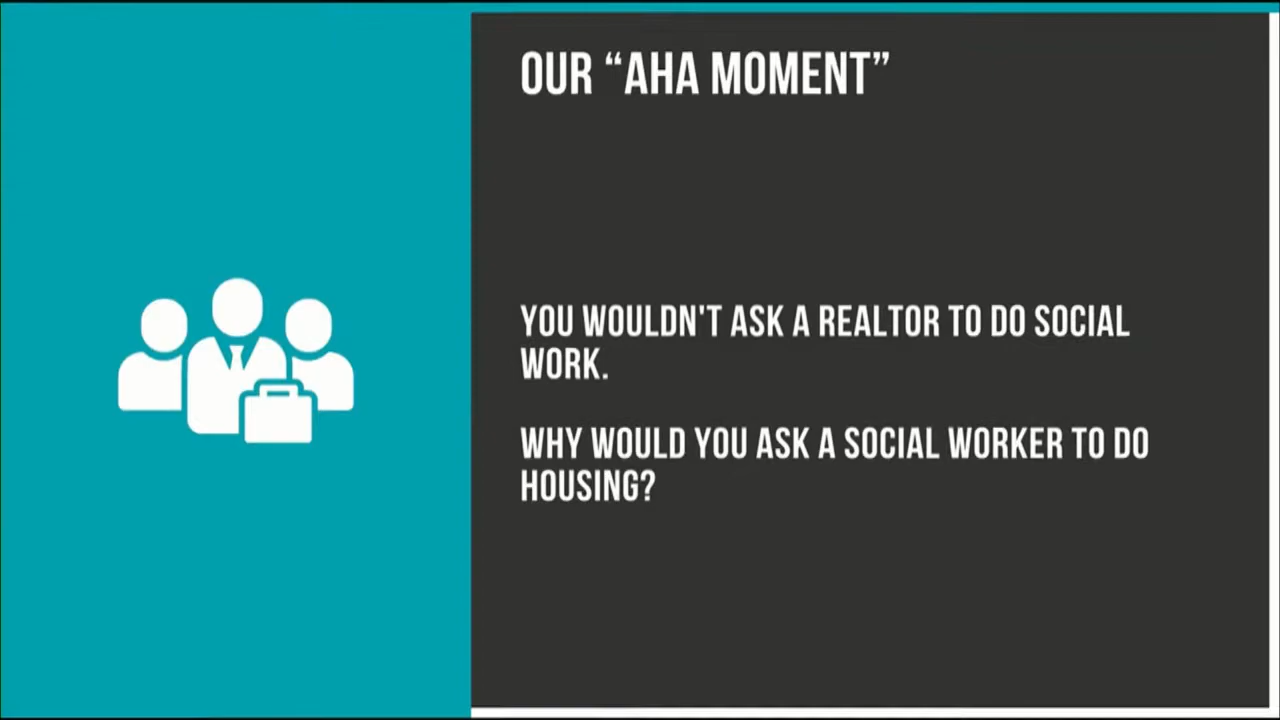 OUR “AHA MOMENT”
YOU WOULDN'T ASK A REALTOR TO DO SOCIAL
WORK.
WHY WOULD YOU ASK A SOCIAL WORKER TO DO
HOUSING?